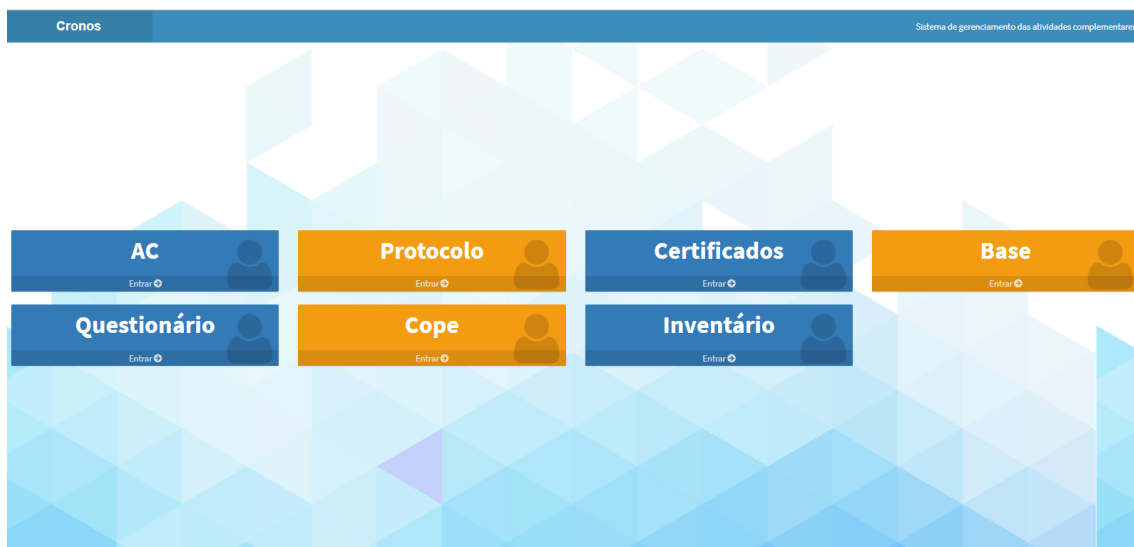 Cronos
Sistema de gerenciamento das atividades complementares
AC
Entrar
Protocolo
Entrar
Certificados
Entrar
Base
Entrar
Questionário
Entrar
Cope
Entrar
Inventário
Entrar